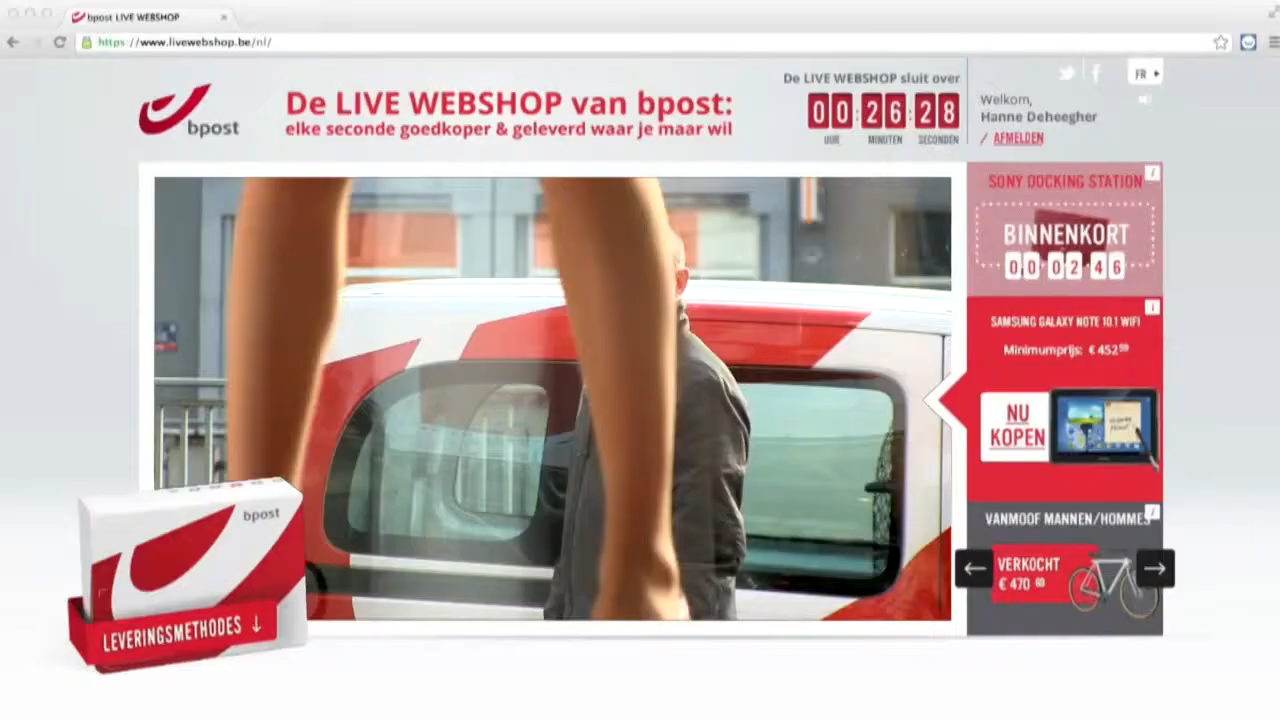 bpost LIVE WEBSHOP
https://www.livewebshop.be/nl/
De LIVE WEBSHOP van bpost:
elke seconde goedkoper & geleverd waar je maar wil
bpost
De LIVE WEBSHOP sluit over
00:26:28
UUR MINUTEN SECONDEN
FR
Welkom,
Hanne Deheegher
/ AFMELDEN
SONY DOCKING STATION
BINNENKORT
00:02:46
SAMSUNG GALAXY NOTE 10.1 WIFI
Minimumprijs: € 452 99
NU
KOPEN
VANMOOF MANNEN/HOMMES
VERKOCHT
€ 470
bpost
LEVERINGSMETHODES ↓